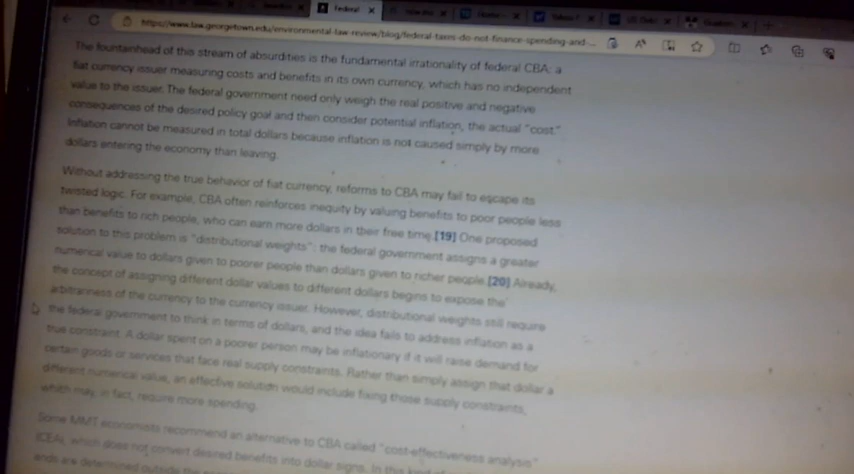 Federal
https://www.law.georgetown.edu/environmental-law-review/blog/federal-taxes-do-not-finance-spending-and-...
The fountainhead of this stream of absurdities is the fundamental irrationality of federal CBA: a
fiat currency issuer measuring costs and benefits in its own currency, which has no independent
value to the issuer. The federal government need only weigh the real positive and negative
consequences of the desired policy goal and then consider potential inflation, the actual "cost."
Inflation cannot be measured in total dollars because inflation is not caused simply by more
dollars entering the economy than leaving.
Without addressing the true behavior of fiat currency, reforms to CBA may fail to escape its
twisted logic. For example, CBA often reinforces inequity by valuing benefits to poor people less
than benefits to rich people, who can earn more dollars in their free time.[19] One proposed
solution to this problem is "distributional weights": the federal government assigns a greater
numerical value to dollars given to poorer people than dollars given to richer people.[20] Already,
the concept of assigning different dollar values to different dollars begins to expose the
arbitrariness of the currency to the currency issuer. However, distributional weights still require
the federal government to think in terms of dollars, and the idea fails to address inflation as a
true constraint. A dollar spent on a poorer person may be inflationary if it will raise demand for
certain goods or services that face real supply constraints. Rather than simply assign that dollar a
different numerical value, an effective solution would include fixing those supply constraints,
which may, in fact, require more spending.
Some MMT economists recommend an alternative to CBA called "cost-effectiveness analysis"
(CEA), which does not convert desired benefits into dollar signs. In this kind of
ends are determined outside the